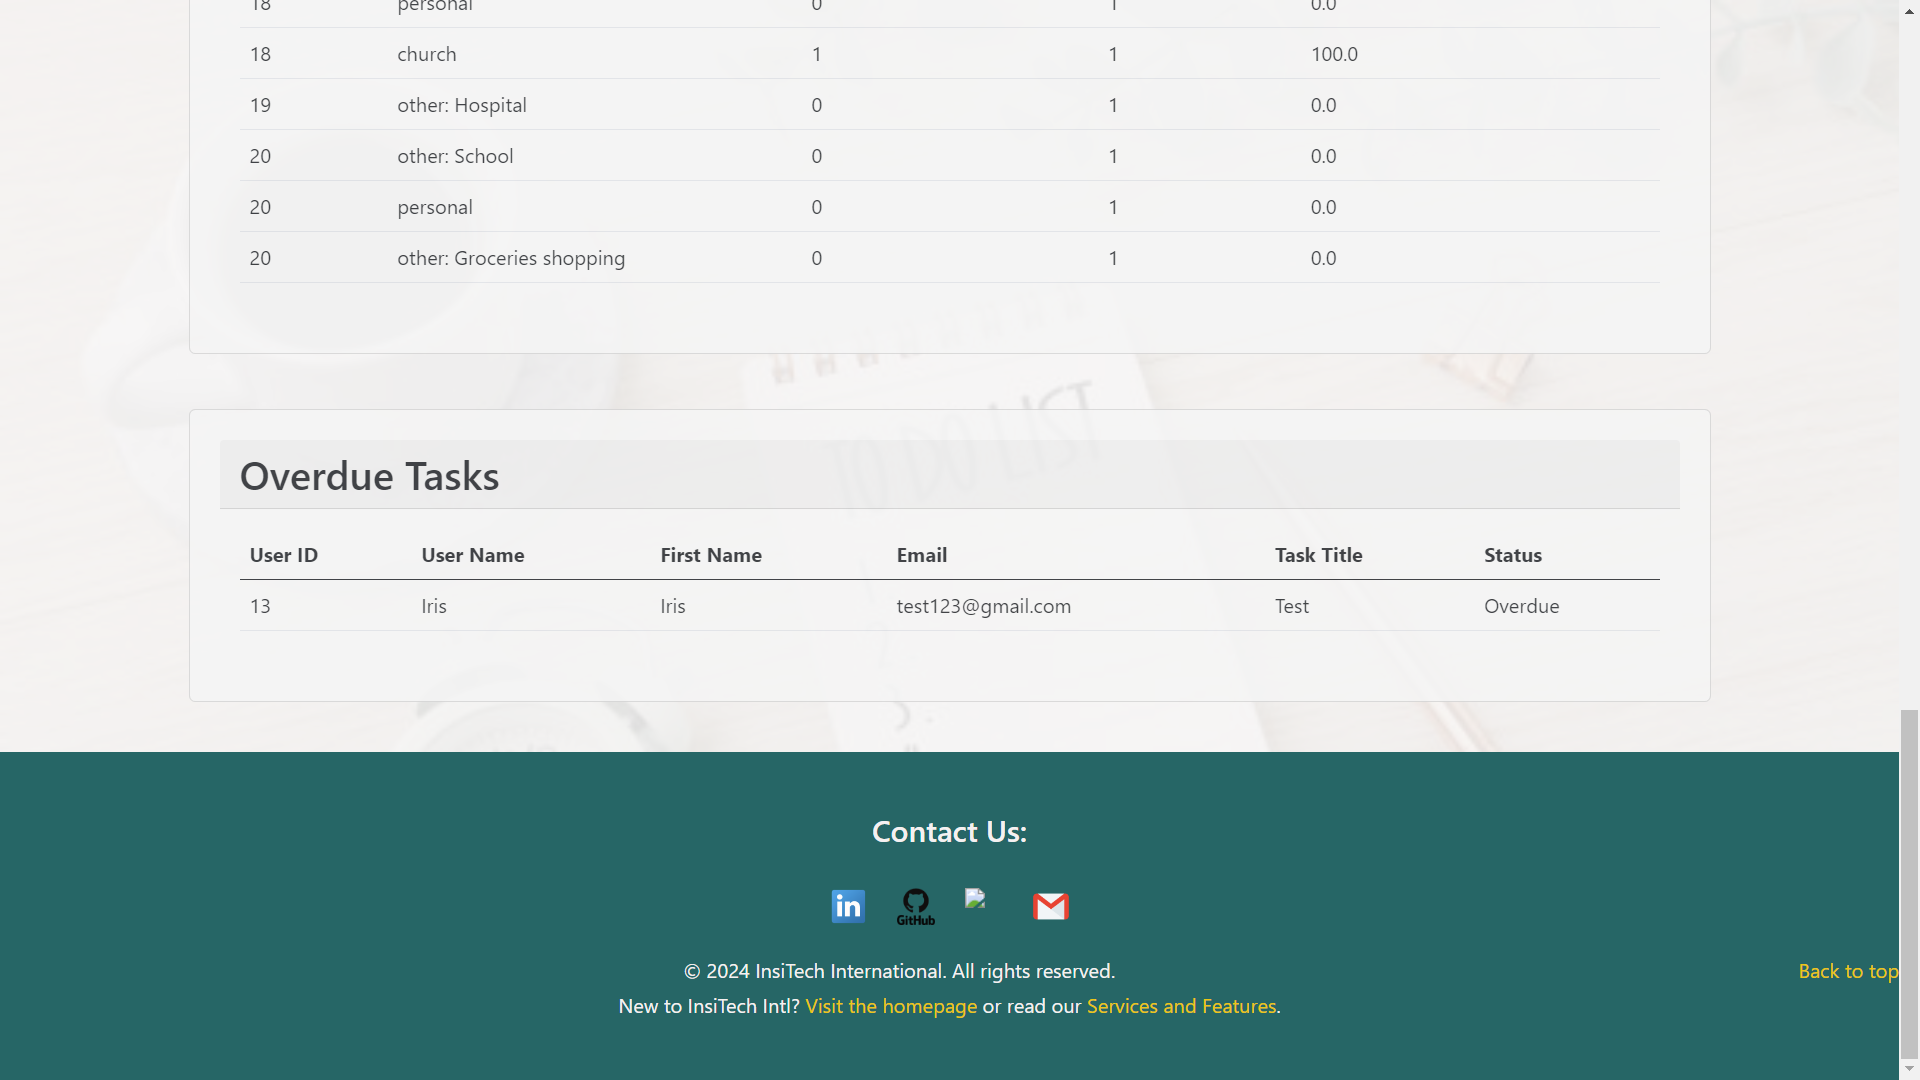 18 personal 0 1 0.0
18 church 1 1 100.0
19 other: Hospital 0 1 0.0
20 other: School 0 1 0.0
20 personal 0 1 0.0
20 other: Groceries shopping 0 1 0.0
TO DO LIST
Overdue Tasks
User ID User Name First Name Email Task Title Status
13 Iris Iris test123@gmail.com Test Overdue
Contact Us:
in
GitHub
© 2024 InsiTech International. All rights reserved. Back to top
New to InsiTech Intl? Visit the homepage or read our Services and Features.